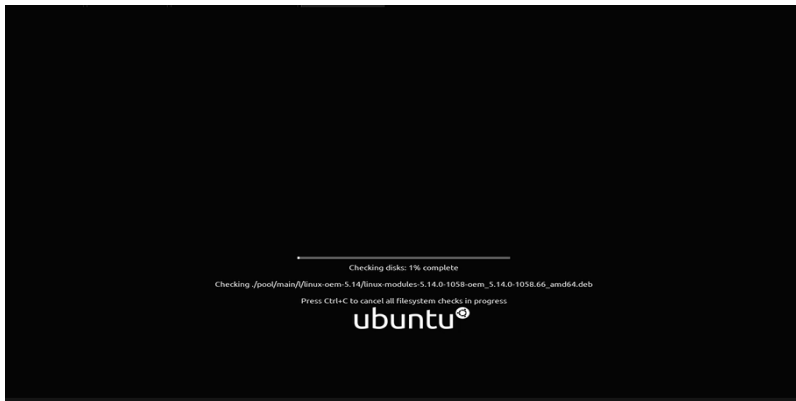 Checking disks: 1% complete
Checking ./pool/main/l/linux-oem-5.14/linux-modules-5.14.0-1058-oem_5.14.0-1058.66_amd64.deb
Press Ctrl+C to cancel all filesystem checks in progress
ubuntu